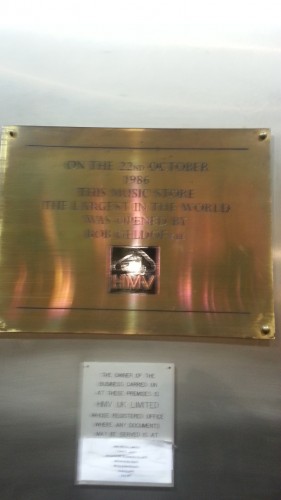 ON THE 22ND OCTOBER
1986
THIS MUSIC STORE
THE LARGEST IN THE WORLD
WAS OPENED BY
BOB GELDOF
HMV
THE OWNER OF THE
BUSINESS CARRIED ON
AT THESE PREMISES IS
HMV UK LIMITED
WHOSE REGISTERED OFFICE
WHERE ANY DOCUMENTS
MAY BE SERVED IS AT